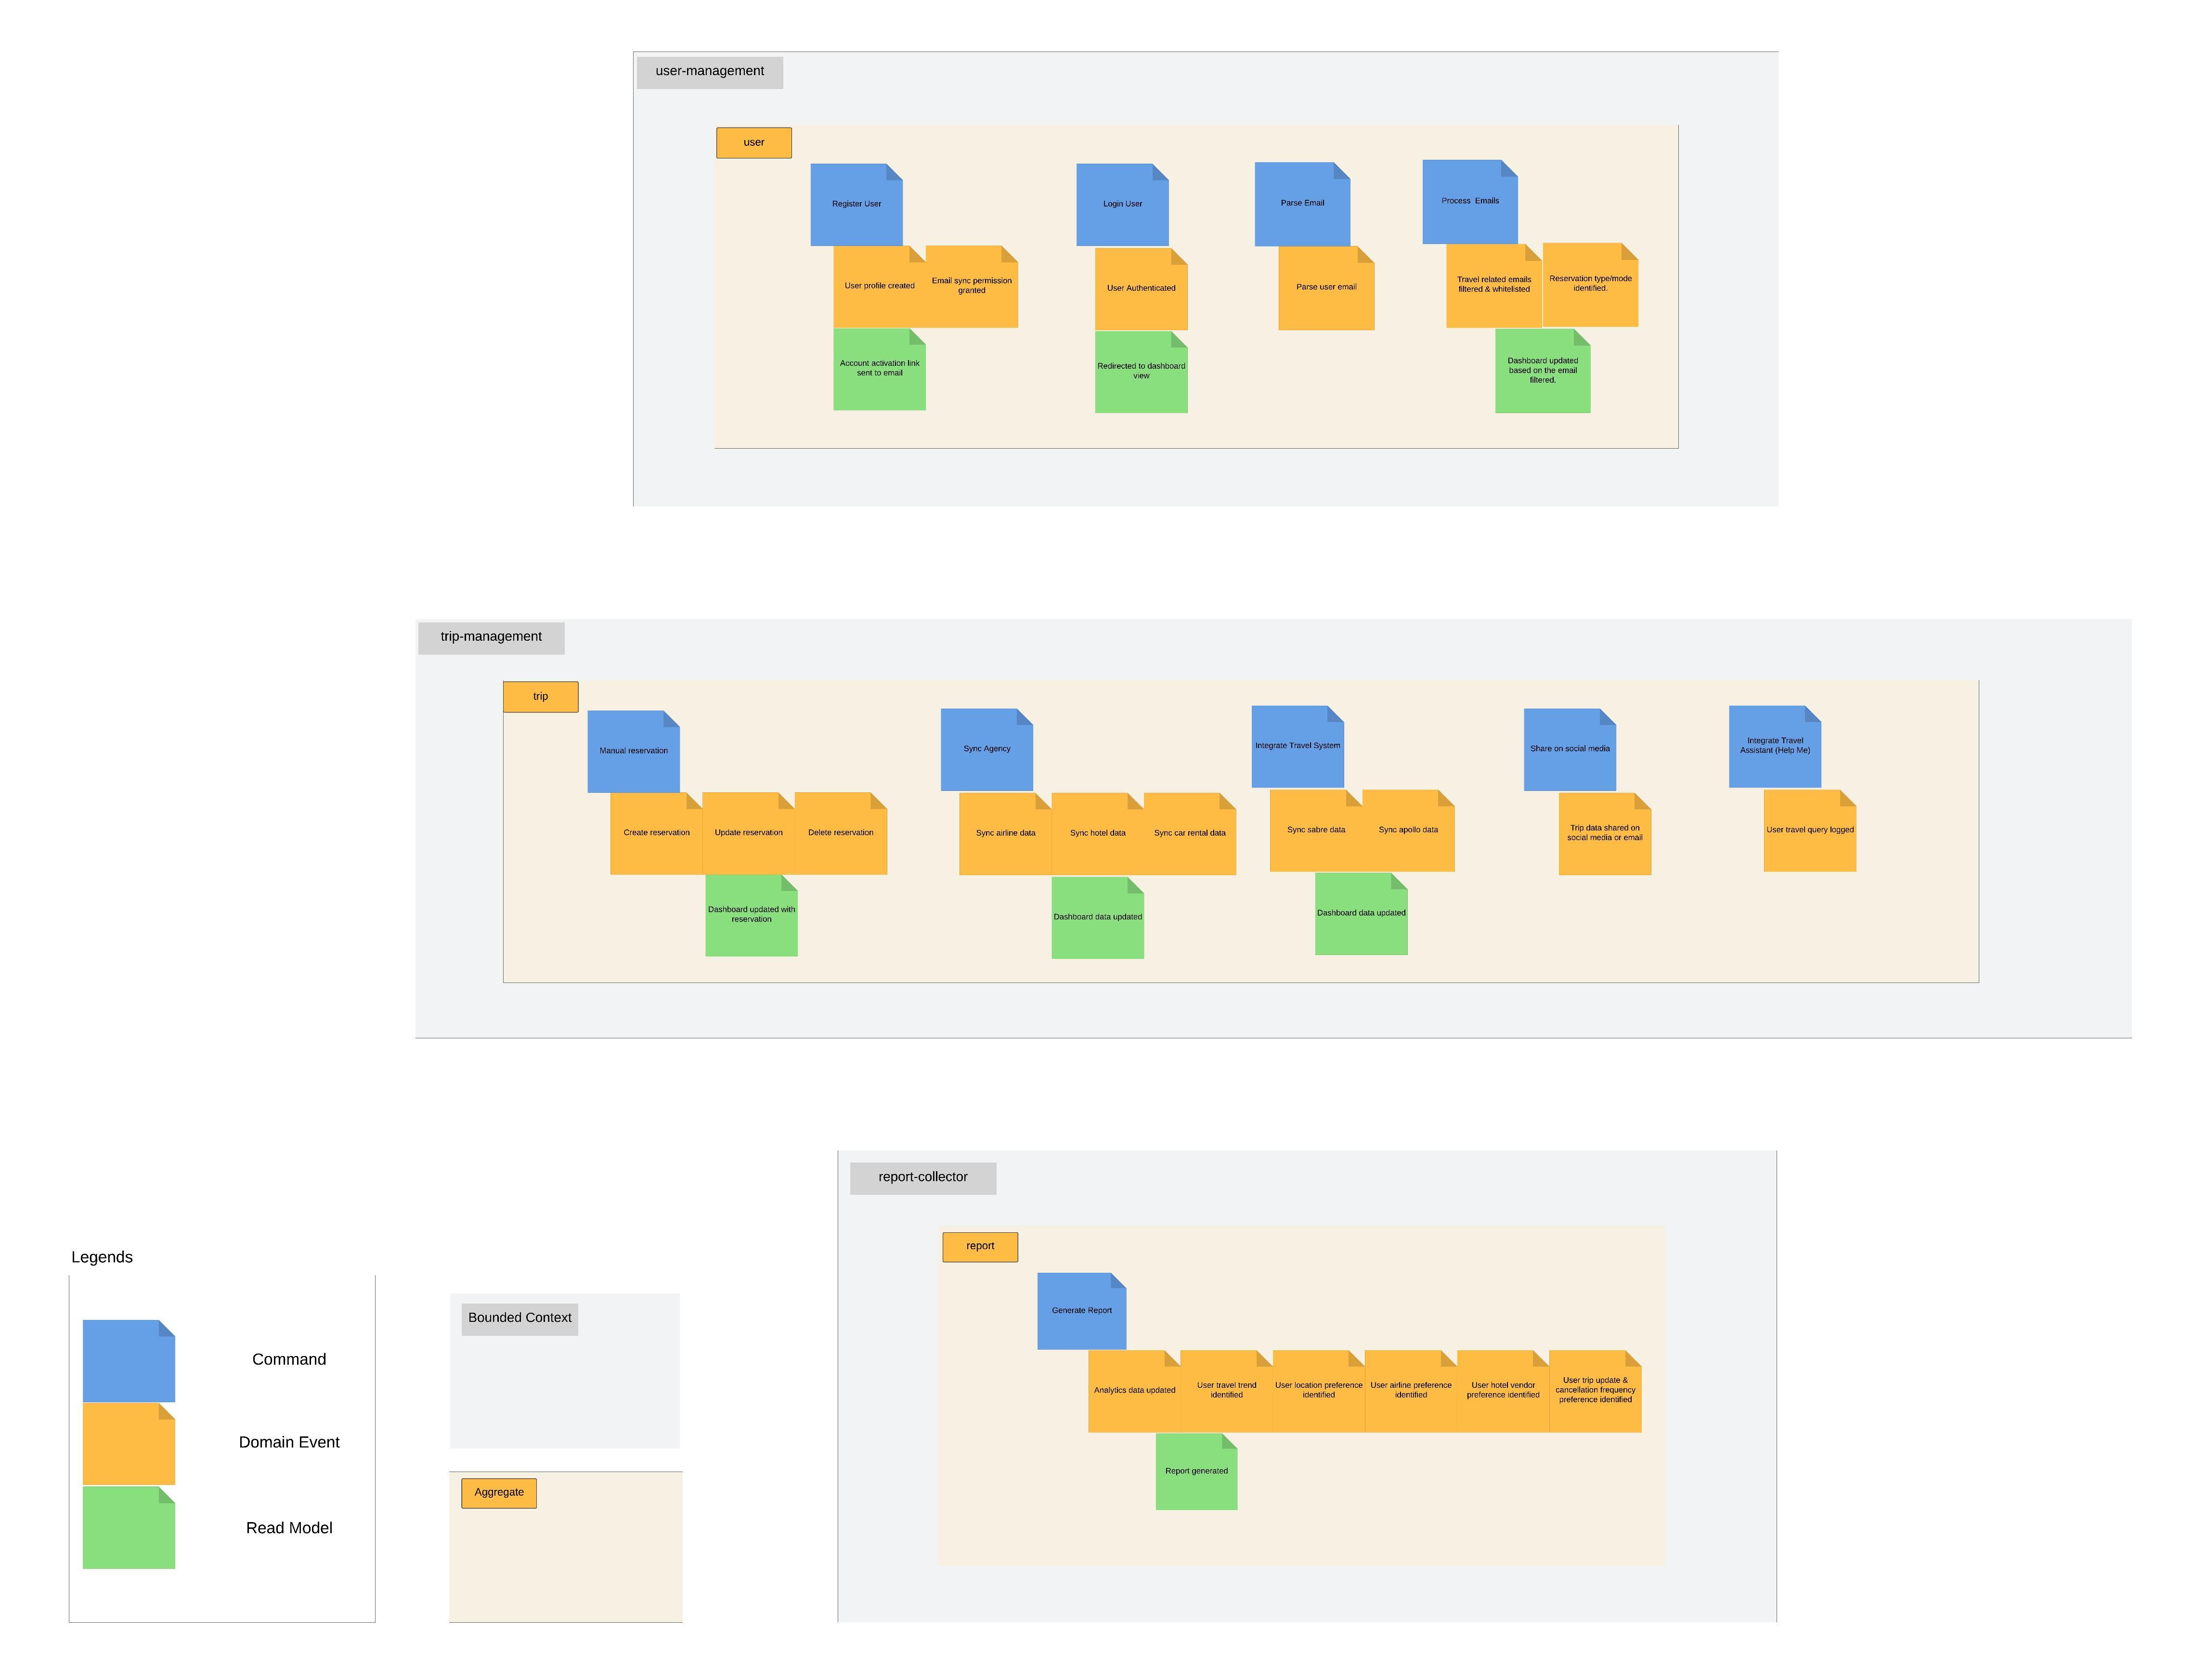 user-management
user
Register User
Login User
Parse Email
Process  Emails
User profile created
Email sync permission
granted
User Authenticated
Parse user email
Travel related emails
filtered & whitelisted
Reservation type/mode
identified.
Account activation link
sent to email
Redirected to dashboard
view
Dashboard updated
based on the email
filtered.
trip-management
trip
Manual reservation
Sync Agency
Integrate Travel System
Share on social media
Integrate Travel
Assistant (Help Me)
Create reservation
Update reservation
Delete reservation
Sync airline data
Sync hotel data
Sync car rental data
Sync sabre data
Sync apollo data
Trip data shared on
social media or email
User travel query logged
Dashboard updated with
reservation
Dashboard data updated
Dashboard data updated
report-collector
report
Generate Report
Analytics data updated
User travel trend
identified
User location preference
identified
User airline preference
identified
User hotel vendor
preference identified
User trip update &
cancellation frequency
preference identified
Report generated
Legends
Command
Domain Event
Read Model
Bounded Context
Aggregate